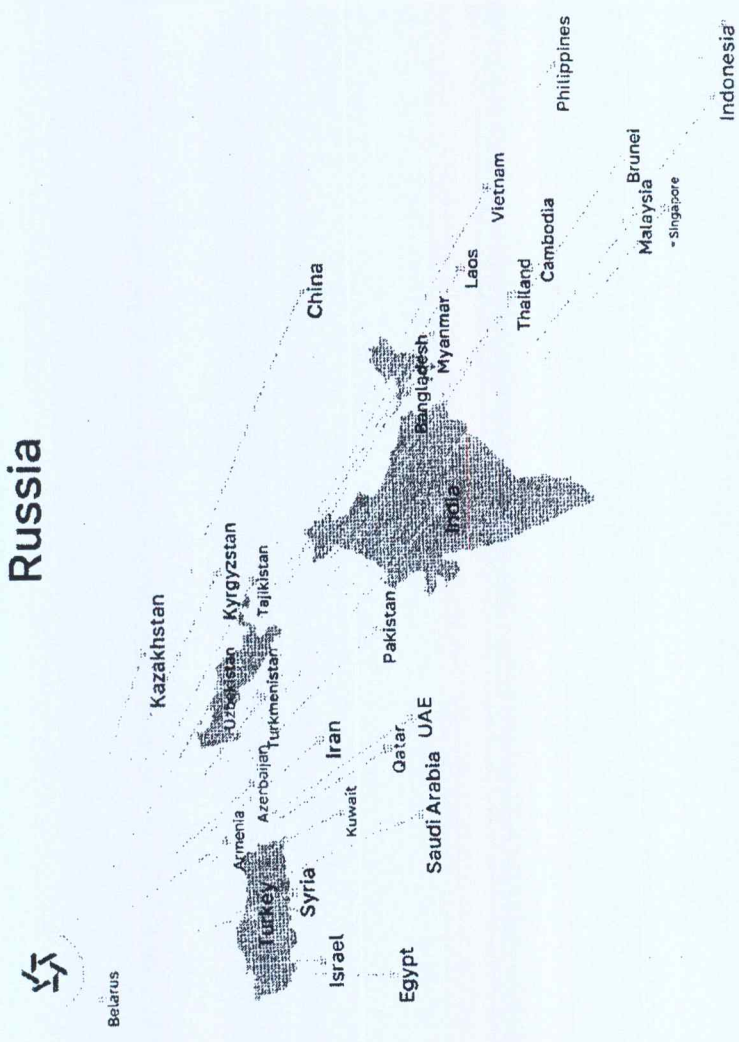 Russia
Belarus
Kazakhstan
Kyrgyzstan
Tajikistan
Uzbekistan
Turkmenistan
Azerbaijan
Armenia
Turkey
Syria
Israel
Egypt
Iran
Kuwait
Qatar
UAE
Saudi Arabia
Pakistan
India
China
Bangladesh
Myanmar
Laos
Vietnam
Thailand
Cambodia
Philippines
Brunei
Malaysia
Singapore
Indonesia